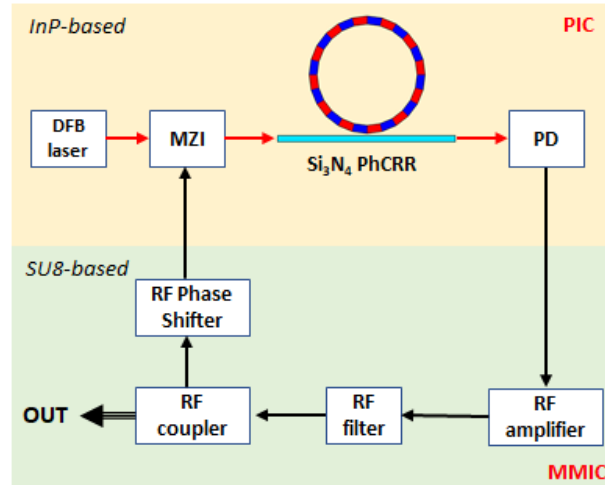 InP-based
PIC
DFB
laser
MZI
PD
Si₃N₄ PhCRR
SU8-based
RF Phase
Shifter
OUT
RF
coupler
RF
filter
RF
amplifier
MMIC